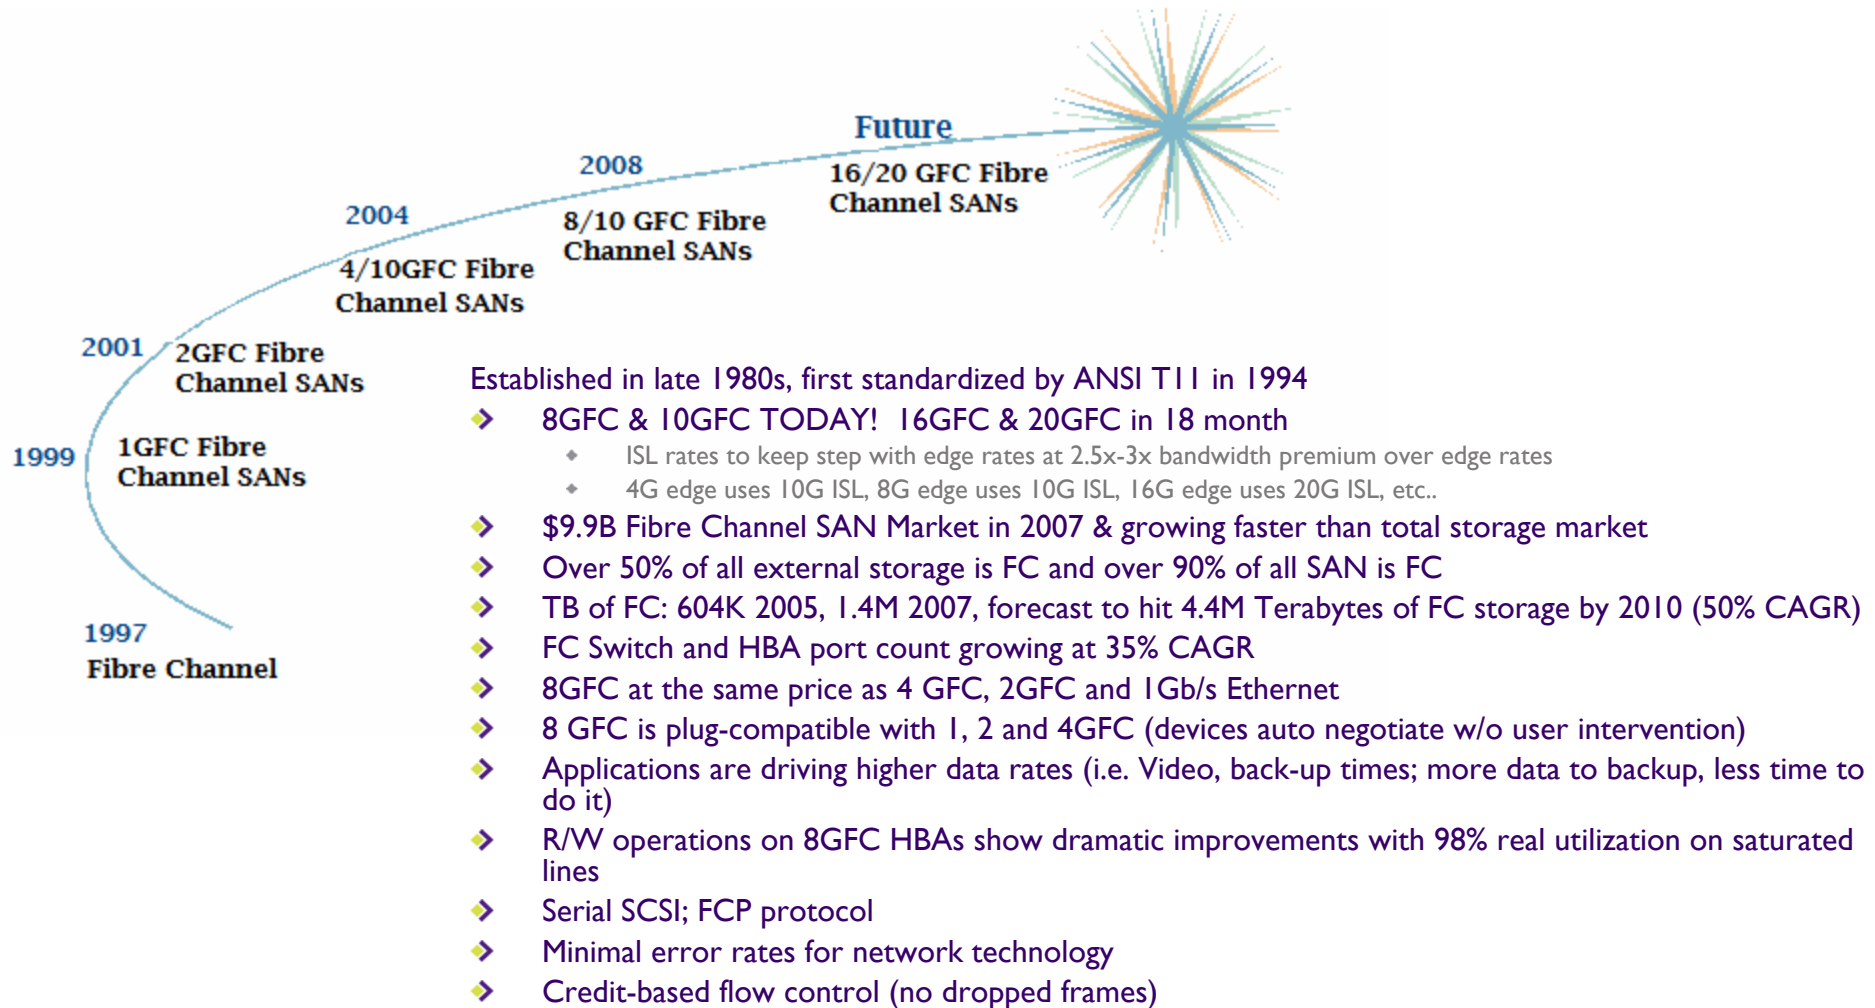 Future
2008
16/20 GFC Fibre
Channel SANs
2004
8/10 GFC Fibre
Channel SANs
4/10GFC Fibre
Channel SANs
2001
2GFC Fibre
Channel SANs
1999
1GFC Fibre
Channel SANs
1997
Fibre Channel
Established in late 1980s, first standardized by ANSI T11 in 1994
8GFC & 10GFC TODAY! 16GFC & 20GFC in 18 month
ISL rates to keep step with edge rates at 2.5x-3x bandwidth premium over edge rates
4G edge uses 10G ISL, 8G edge uses 10G ISL, 16G edge uses 20G ISL, etc..
$9.9B Fibre Channel SAN Market in 2007 & growing faster than total storage market
Over 50% of all external storage is FC and over 90% of all SAN is FC
TB of FC: 604K 2005, 1.4M 2007, forecast to hit 4.4M Terabytes of FC storage by 2010 (50% CAGR)
FC Switch and HBA port count growing at 35% CAGR
8GFC at the same price as 4 GFC, 2GFC and 1Gb/s Ethernet
8 GFC is plug-compatible with 1, 2 and 4GFC (devices auto negotiate w/o user intervention)
Applications are driving higher data rates (i.e. Video, back-up times; more data to backup, less time to
do it)
R/W operations on 8GFC HBAs show dramatic improvements with 98% real utilization on saturated
lines
Serial SCSI; FCP protocol
Minimal error rates for network technology
Credit-based flow control (no dropped frames)